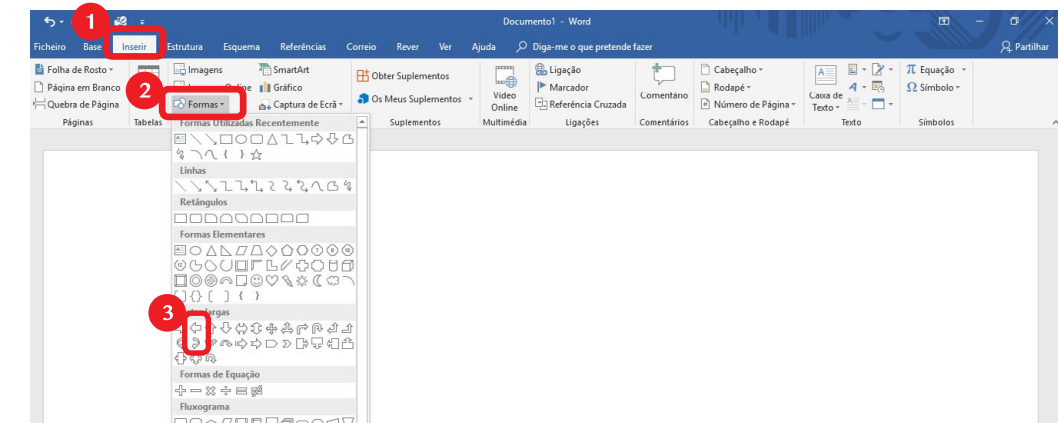 1
Documento1 - Word
Ficheiro Base Inserir Estrutura Esquema Referências Correio Rever Ver Ajuda Diga-me o que pretende fazer Partilhar
Folha de Rosto Imagens SmartArt Obter Suplementos Ligação Cabeçalho Equação
2
Página em Branco Online Gráfico Marcador Comentário Rodapé Símbolo
Quebra de Página Formas Captura de Ecrã Os Meus Suplementos Vídeo Online Referência Cruzada Número de Página Caixa de Texto
Páginas Tabelas Suplementos Multimédia Ligações Comentários Cabeçalho e Rodapé Texto Símbolos
Formas Utilizadas Recentemente
Linhas
Retângulos
Formas Elementares
3
Formas de Equação
Fluxograma